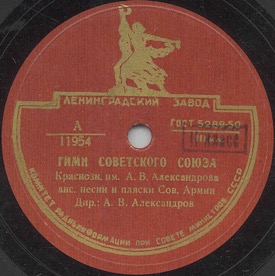 ЛЕНИНГРАДСКИЙ ЗАВОД
А
11954
ГОСТ 5289-50
ГИМН СОВЕТСКОГО СОЮЗА
Краснозн. им. А. В. Александрова
анс. песни и пляски Сов. Армии
Дир.: А. В. Александров
КОМИТЕТ РАДИОИНФОРМАЦИИ-ПРИ СОВЕТЕ МИНИСТРОВ СССР